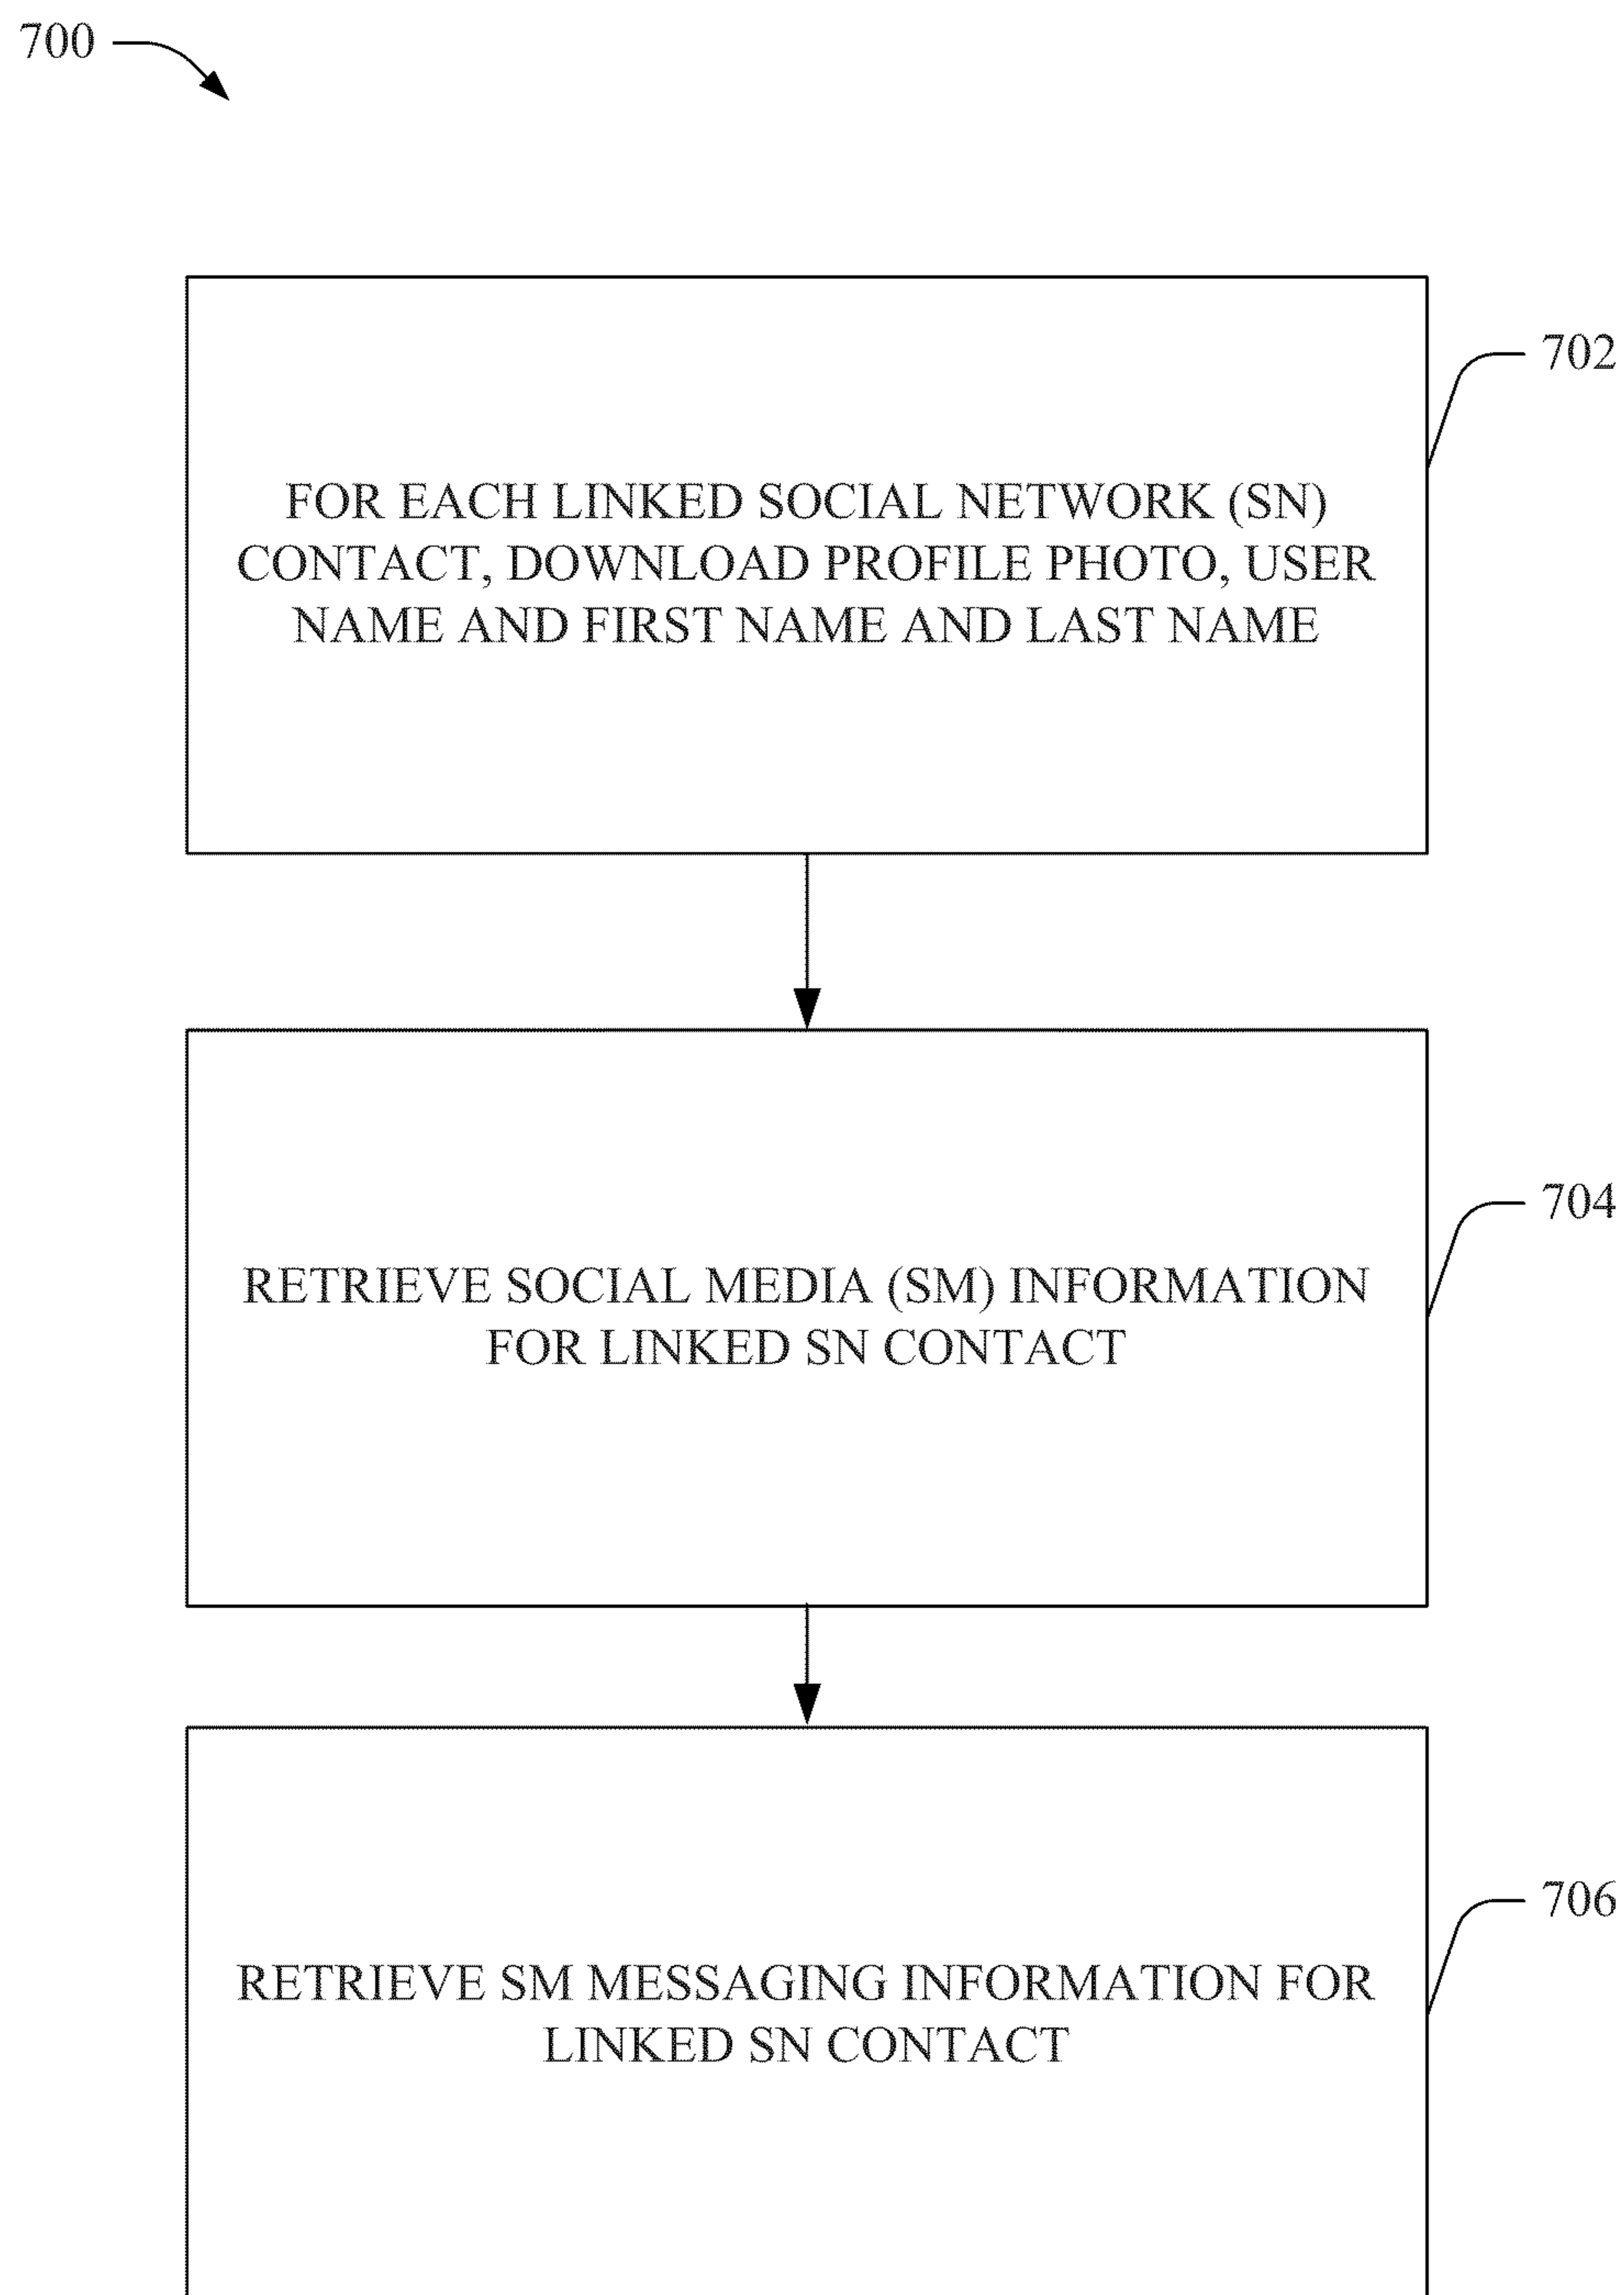 700
702
FOR EACH LINKED SOCIAL NETWORK (SN)
CONTACT, DOWNLOAD PROFILE PHOTO, USER
NAME AND FIRST NAME AND LAST NAME
704
RETRIEVE SOCIAL MEDIA (SM) INFORMATION
FOR LINKED SN CONTACT
706
RETRIEVE SM MESSAGING INFORMATION FOR
LINKED SN CONTACT